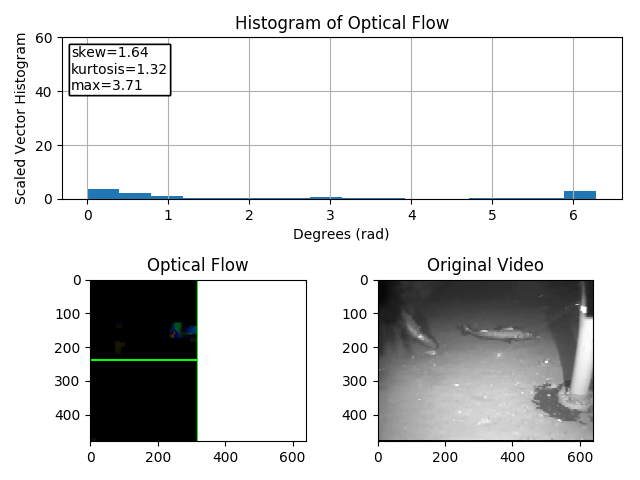 Histogram of Optical Flow
Scaled Vector Histogram
60
40
20
0
skew=1.64
kurtosis=1.32
max=3.71
0 1 2 3 4 5 6
Degrees (rad)
Optical Flow
0
100
200
300
400
0 200 400 600
Original Video
0
100
200
300
400
0 200 400 600